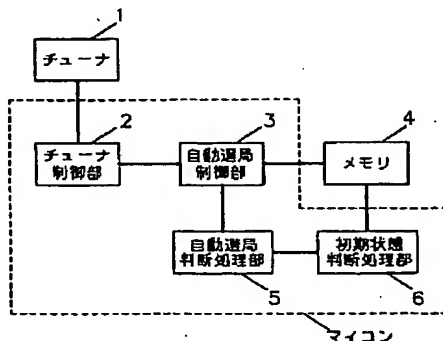 1
チューナ
2
チューナ
制御部
3
自動選局
制御部
4
メモリ
自動選局
判断処理部
5
初期状態
判断処理部
6
マイコン